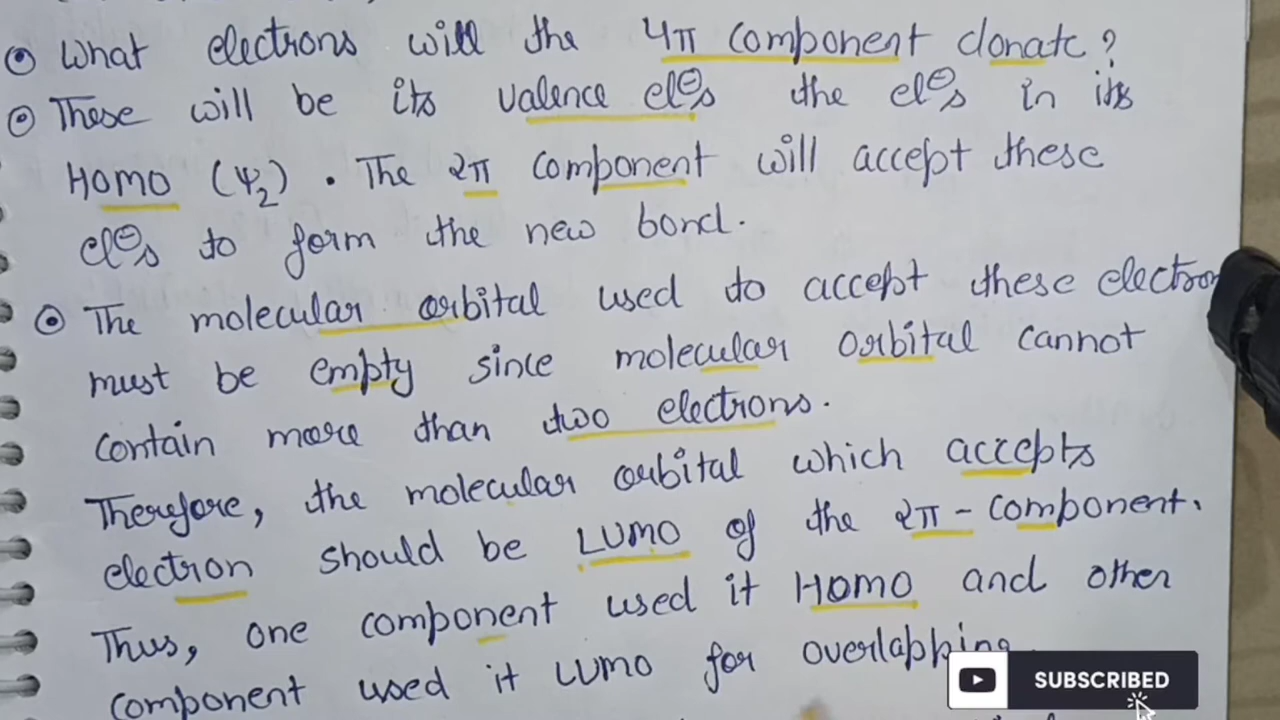 What electrons will the 4π component donate?
These will be its valence el⊖s the el⊖s in its
HOMO (Ψ2). The 2π component will accept these
el⊖s to form the new bond.
The molecular orbital used to accept these electron
must be empty since molecular orbital cannot
contain more than two electrons.
Therefore, the molecular orbital which accepts
electron should be LUMO of the 2π-component.
Thus, one component used it HOMO and other
component used it LUMO for overlapping.
SUBSCRIBED